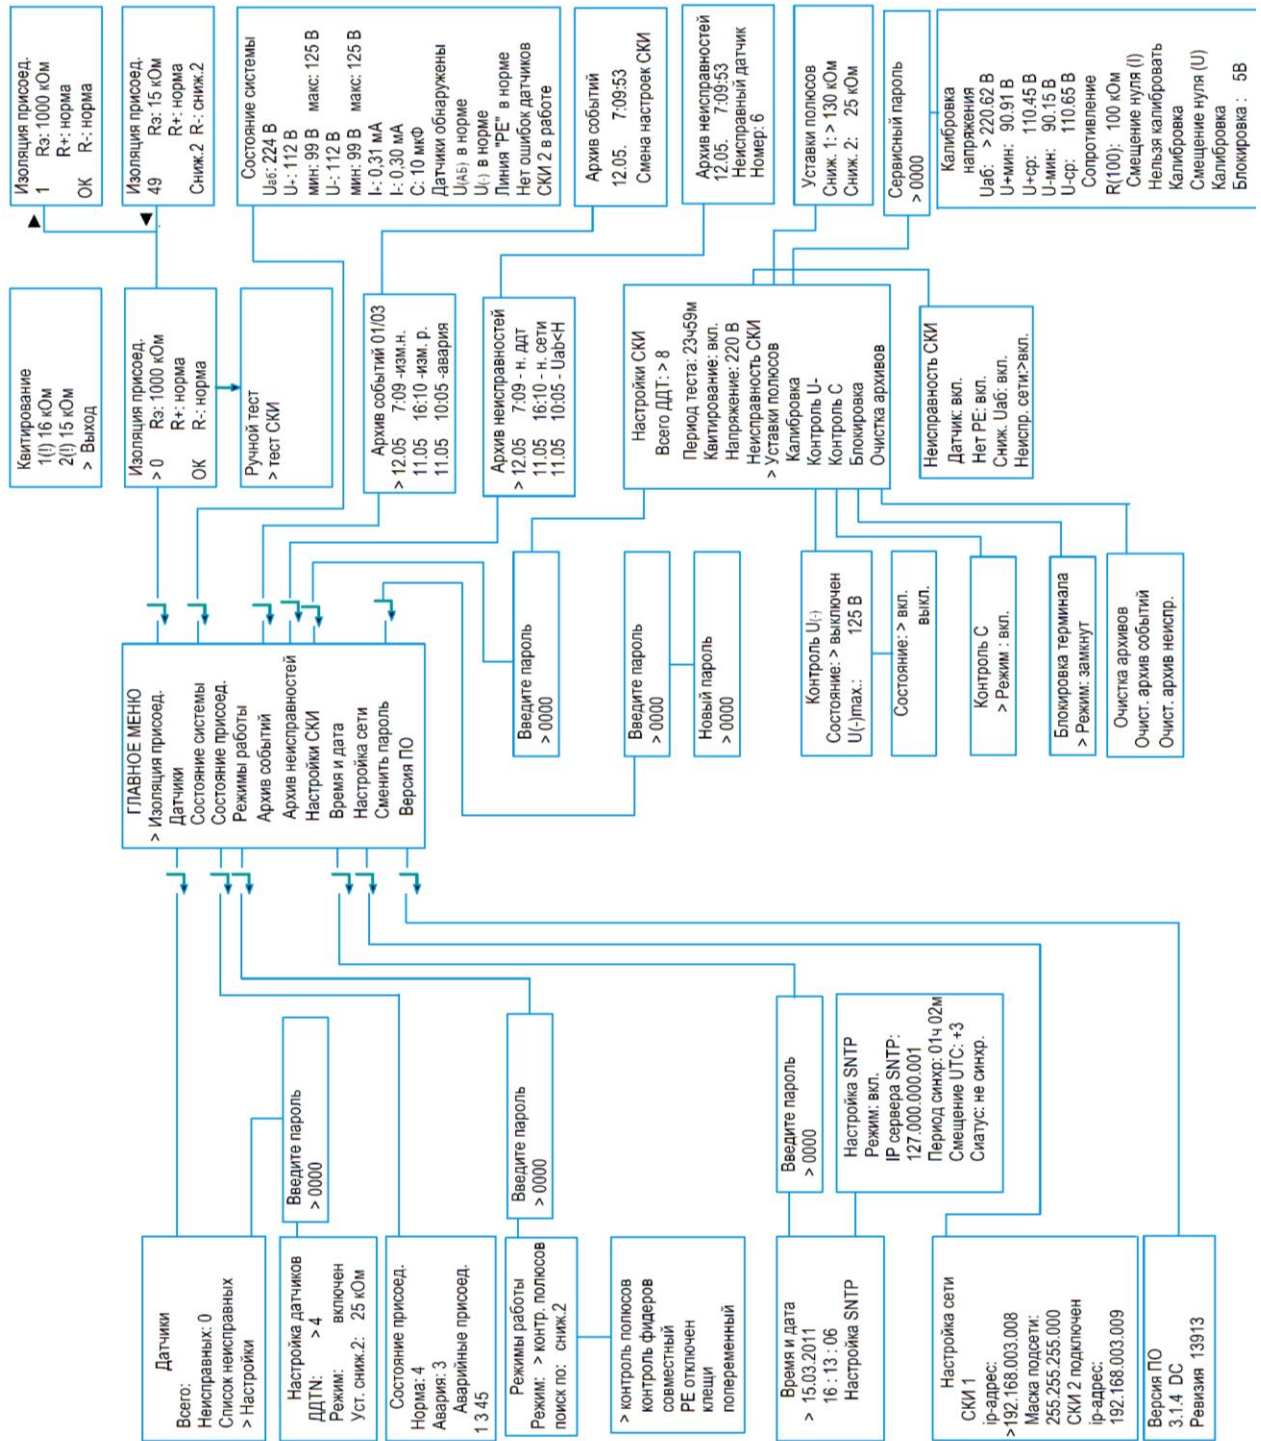 Квитирование
1(!) 16 кОм
2(!) 15 кОм
> Выход
Изоляция присоед.
> 0 Rэ: 1000 кОм
R+: норма
ОК R-: норма
Изоляция присоед.
1 Rэ: 1000 кОм
R+: норма
ОК R-: норма
Изоляция присоед.
49 Rэ: 15 кОм
R+: норма
Сниж.2 R-: сниж.2
Ручной тест
> тест СКИ
Состояние системы
Uаб: 224 В
U-: 112 В
мин: 99 В макс: 125 В
U-: 112 В
мин: 99 В макс: 125 В
I-: 0,31 мА
I-: 0,30 мА
С: 10 мкФ
Датчики обнаружены
U(АБ) в норме
U(-) в норме
Линия "PE" в норме
Нет ошибок датчиков
СКИ 2 в работе
Архив событий 01/03
> 12.05 7:09 -изм.н.
11.05 16:10 -изм. р.
11.05 10:05 -авария
Архив событий
12.05. 7:09:53
Смена настроек СКИ
Архив неисправностей
> 12.05 7:09 - н. ддт
11.05 16:10 - н. сети
11.05 10:05 - Uab<Н
Архив неисправностей
12.05. 7:09:53
Неисправный датчик
Номер: 6
Настройки СКИ
Всего ДДТ: > 8
Период теста: 23ч59м
Квитирование: вкл.
Напряжение: 220 В
Неисправность СКИ
> Уставки полюсов
Калибровка
Контроль U-
Контроль С
Блокировка
Очистка архивов
Уставки полюсов
Сниж. 1: > 130 кОм
Сниж. 2: 25 кОм
Сервисный пароль
> 0000
Калибровка
напряжения
Uаб: > 220.62 В
U+мин: 90.91 В
U+ср: 110.45 В
U-мин: 90.15 В
U-ср: 110.65 В
Сопротивление
R(100): 100 кОм
Смещение нуля (I)
Нельзя калибровать
Калибровка
Смещение нуля (U)
Калибровка
Блокировка : 5В
Неисправность СКИ
Датчик: вкл.
Нет РЕ: вкл.
Сниж. Uаб: вкл.
Неиспр. сети:>вкл.
ГЛАВНОЕ МЕНЮ
> Изоляция присоед.
Датчики
Состояние системы
Состояние присоед.
Режимы работы
Архив событий
Архив неисправностей
Настройки СКИ
Время и дата
Настройка сети
Сменить пароль
Версия ПО
Введите пароль
> 0000
Введите пароль
> 0000
Новый пароль
> 0000
Контроль U(-)
Состояние: > выключен
U(-)max.: 125 В
Состояние: > вкл.
выкл.
Контроль С
> Режим : вкл.
Блокировка терминала
> Режим: замкнут
Очистка архивов
Очист. архив событий
Очист. архив неиспр.
Датчики
Всего:
Неисправных: 0
Список неисправных
> Настройки
Введите пароль
> 0000
Настройка датчиков
ДДТN: > 4
Режим: включен
Уст. сниж.2: 25 кОм
Состояние присоед.
Норма: 4
Авария: 3
Аварийные присоед.
1 3 45
Введите пароль
> 0000
Режимы работы
Режим: > контр. полюсов
поиск по: сниж.2
> контроль полюсов
контроль фидеров
совместный
РЕ отключен
клещи
попеременный
Введите пароль
> 0000
Время и дата
> 15.03.2011
16 : 13 : 06
Настройка SNTP
Настройка SNTP
Режим: вкл.
IP сервера SNTP:
127.000.000.001
Период синхр: 01ч 02м
Смещение UTC: +3
Сиатус: не синхр.
Настройка сети
СКИ 1
ip-адрес:
>192.168.003.008
Маска подсети:
255.255.255.000
СКИ 2 подключен
ip-адрес:
192.168.003.009
Версия ПО
3.1.4 DC
Ревизия 13913